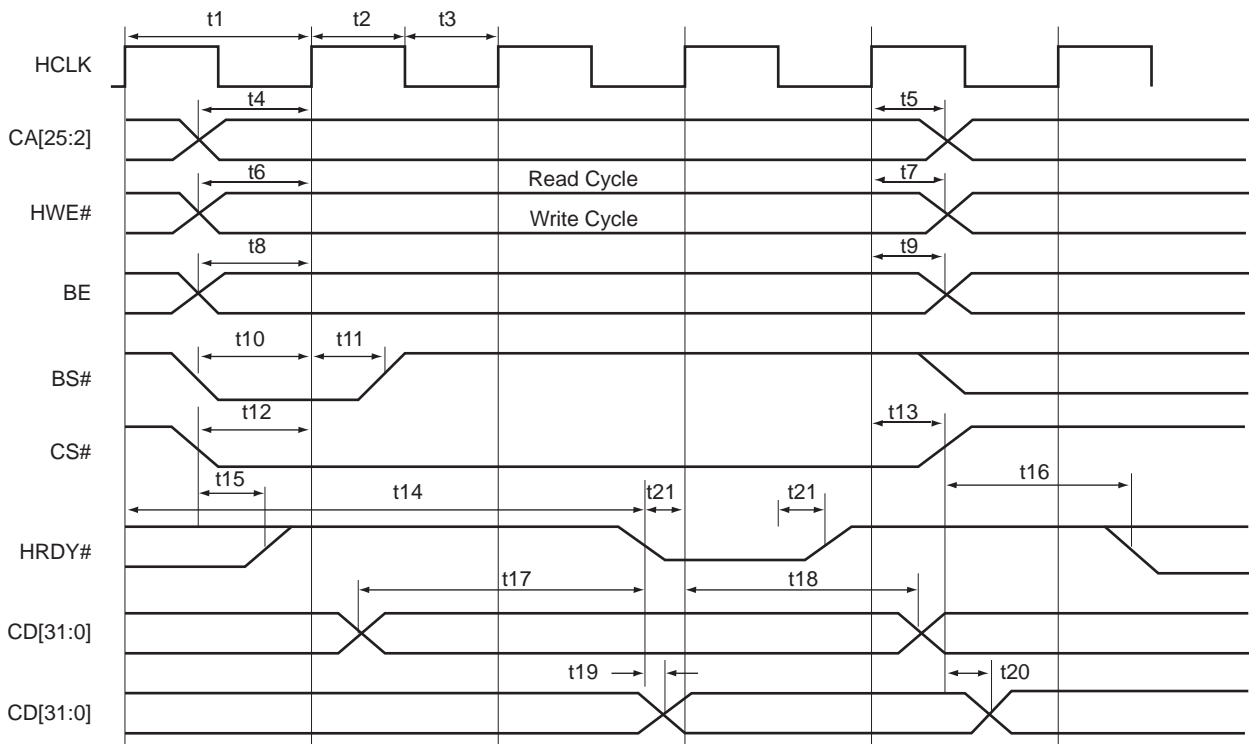 t1 t2 t3
HCLK
t4 t5
CA[25:2]
t6 Read Cycle t7
HWE# Write Cycle
t8 t9
BE
t10 t11
BS#
t12 t13
CS#
t15 t14 t21 t21 t16
HRDY#
t17 t18
CD[31:0]
t19 t20
CD[31:0]